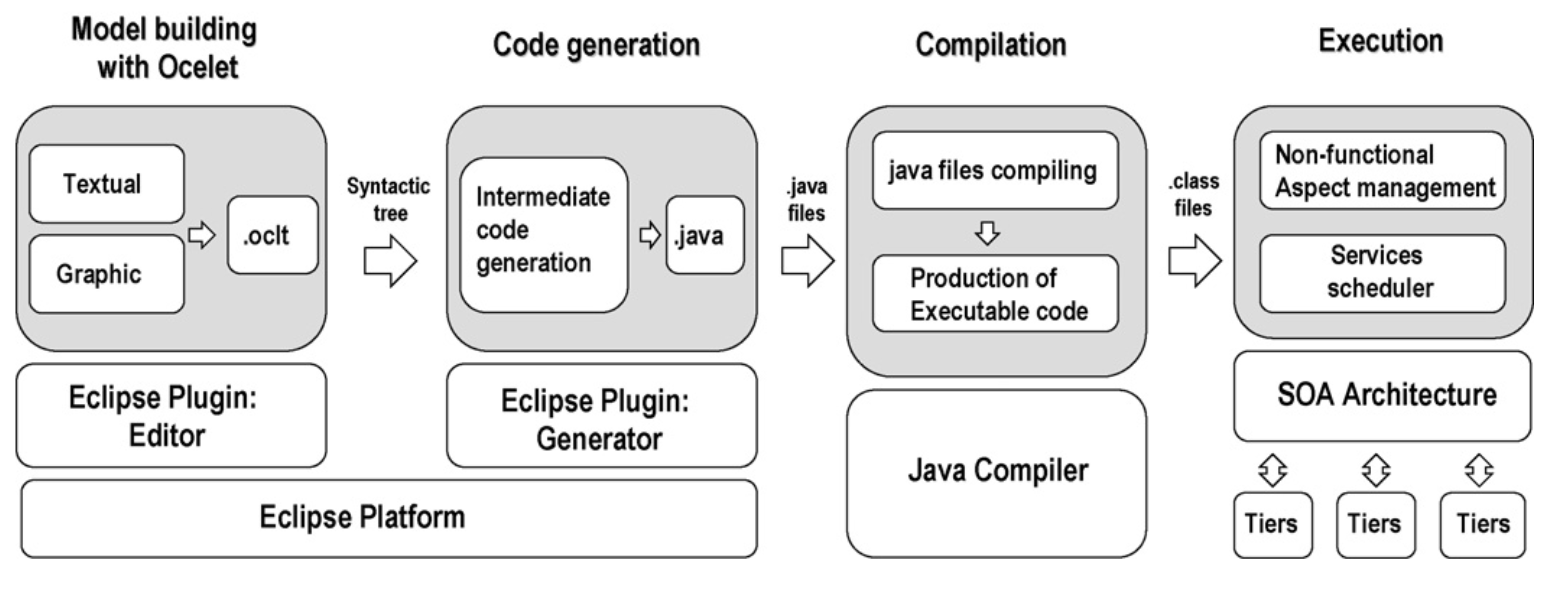 Model building
with Ocelet
Code generation
Compilation
Execution
Textual
Graphic
.oclt
Syntactic
tree
Intermediate
code
generation
.java
.java
files
java files compiling
Production of
Executable code
.class
files
Non-functional
Aspect management
Services
scheduler
Eclipse Plugin:
Editor
Eclipse Plugin:
Generator
Eclipse Platform
Java Compiler
SOA Architecture
Tiers
Tiers
Tiers